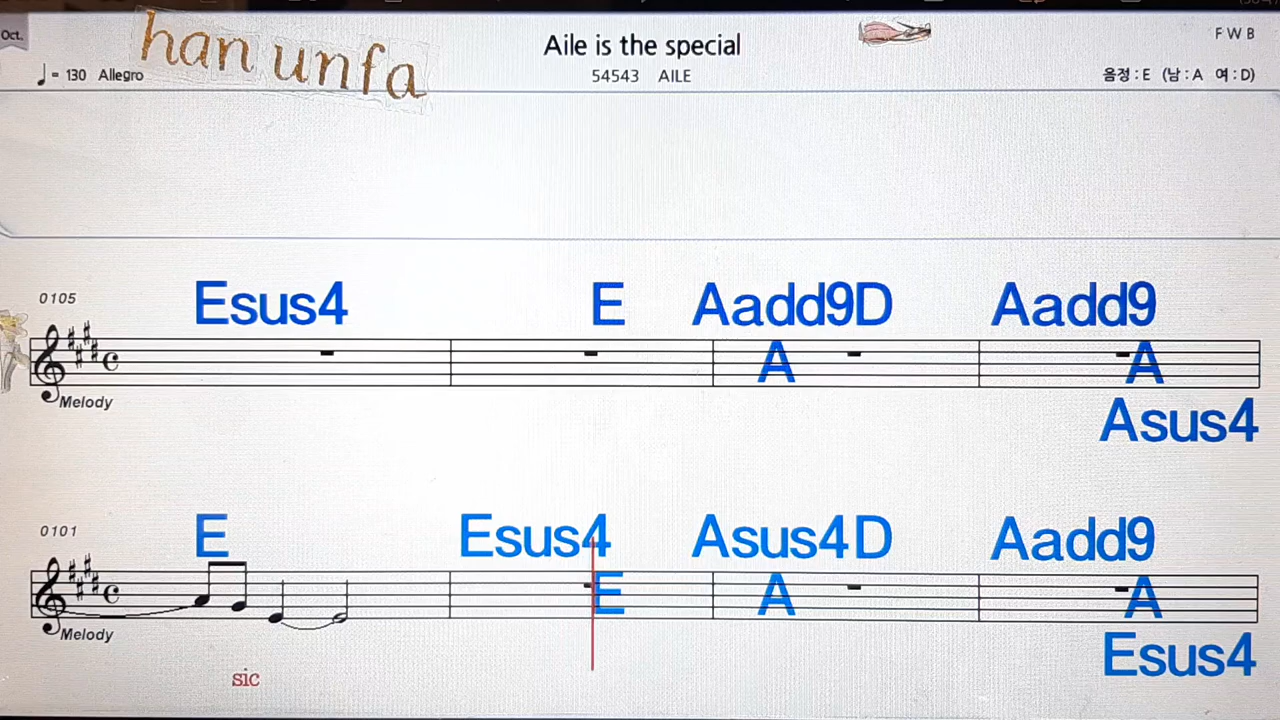 Oct.
han unfa
Aile is the special
F W B
♩= 130 Allegro
54543 AILE
음정:E (남:A 여:D)
0105
Esus4 E Aadd9D Aadd9
A A
Melody
Asus4
0101
E Esus4 Asus4D Aadd9
E A A
Melody
Esus4
sic